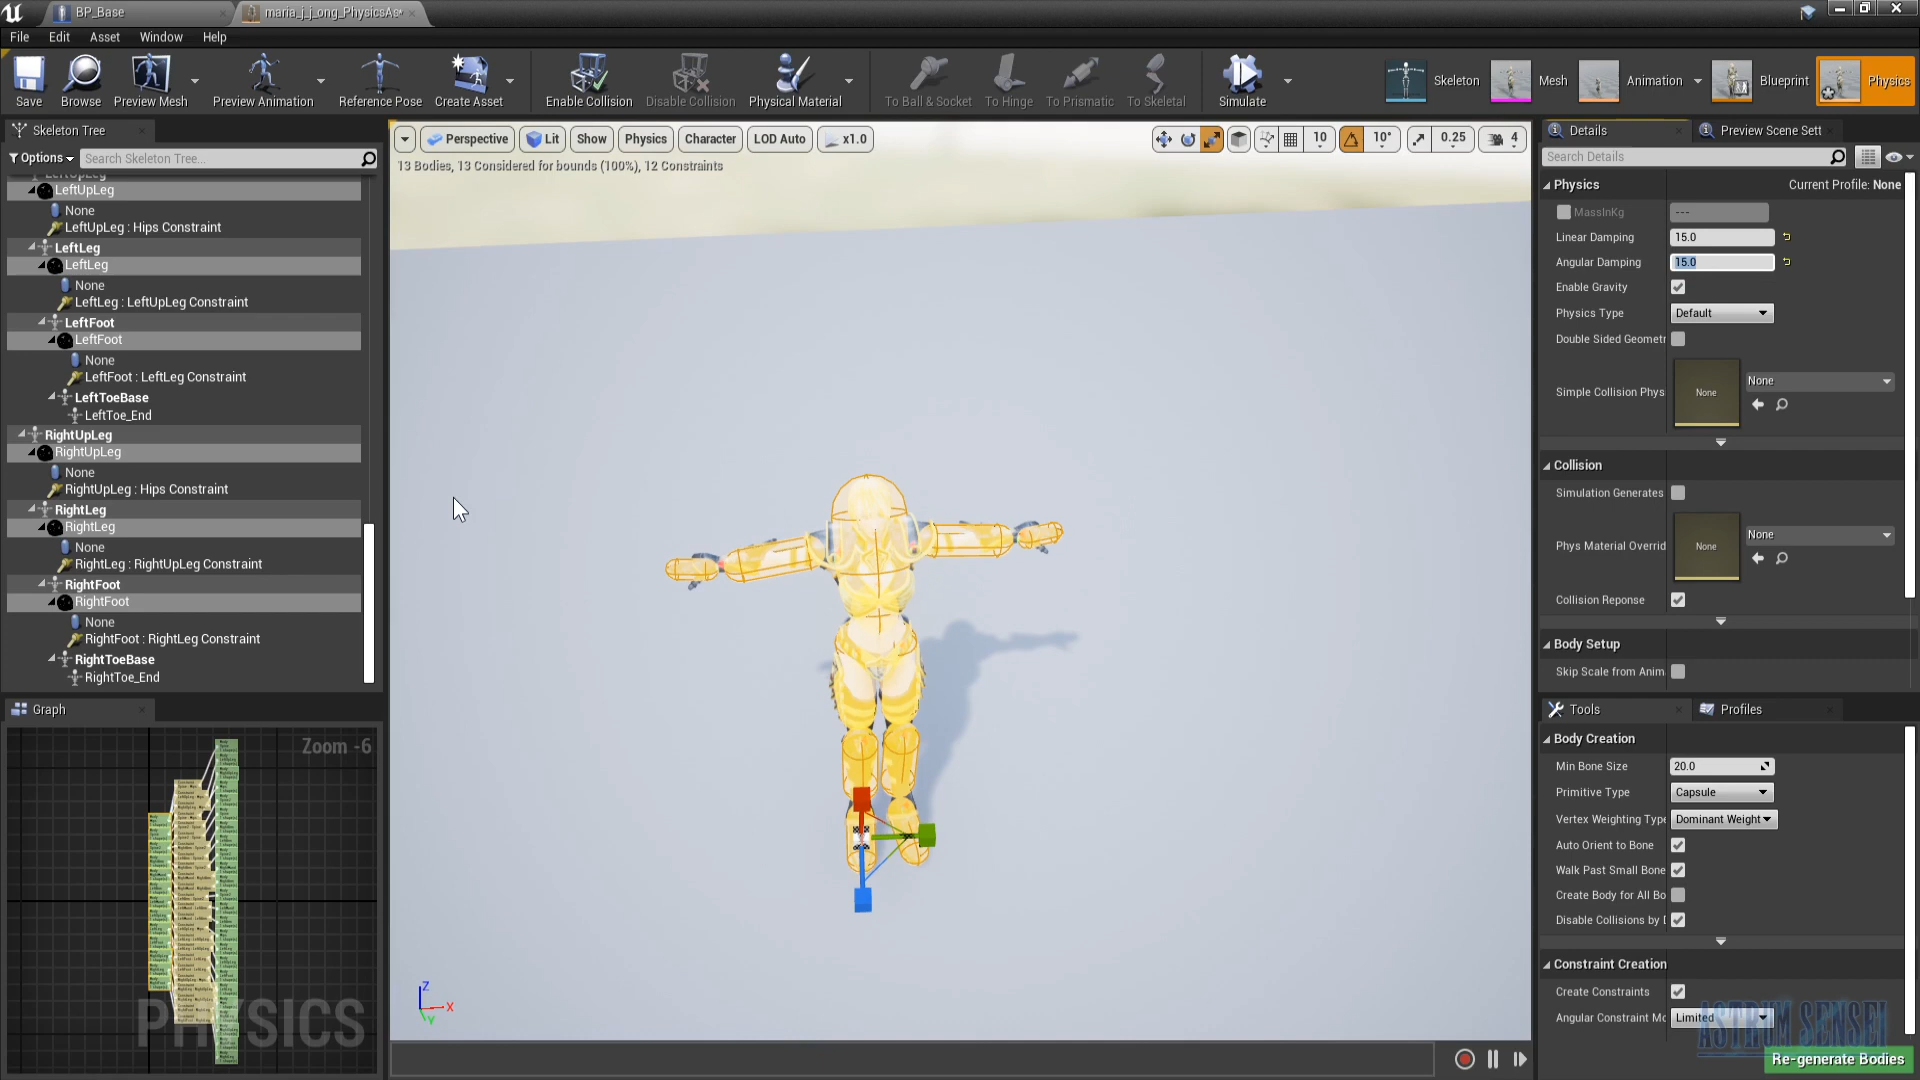 BP_Base
maria_j_j_ong_PhysicsAs*
File Edit Asset Window Help
Save
Browse
Preview Mesh
Preview Animation
Reference Pose
Create Asset
Enable Collision
Disable Collision
Physical Material
To Ball & Socket
To Hinge
To Prismatic
To Skeletal
Simulate
Skeleton
Mesh
Animation
Blueprint
Physics
Skeleton Tree
Options
Search Skeleton Tree...
LeftUpLeg
LeftUpLeg
None
LeftUpLeg : Hips Constraint
LeftLeg
LeftLeg
None
LeftLeg : LeftUpLeg Constraint
LeftFoot
LeftFoot
None
LeftFoot : LeftLeg Constraint
LeftToeBase
LeftToe_End
RightUpLeg
RightUpLeg
None
RightUpLeg : Hips Constraint
RightLeg
RightLeg
None
RightLeg : RightUpLeg Constraint
RightFoot
RightFoot
None
RightFoot : RightLeg Constraint
RightToeBase
RightToe_End
Graph
Zoom -6
PHYSICS
Perspective Lit Show Physics Character LOD Auto x1.0
10 10° 0.25 4
13 Bodies, 13 Considered for bounds (100%), 12 Constraints
Z
X
Y
Details
Preview Scene Sett
Search Details
Physics
Current Profile: None
MassInKg ---
Linear Damping 15.0
Angular Damping 15.0
Enable Gravity
Physics Type Default
Double Sided Geometr
Simple Collision Phys None None
Collision
Simulation Generates
Phys Material Overrid None None
Collision Reponse
Body Setup
Skip Scale from Anim
Tools
Profiles
Body Creation
Min Bone Size 20.0
Primitive Type Capsule
Vertex Weighting Type Dominant Weight
Auto Orient to Bone
Walk Past Small Bone
Create Body for All Bo
Disable Collisions by D
Constraint Creation
Create Constraints
Angular Constraint Mo Limited
ASTRUM SENSEI
Re-generate Bodies